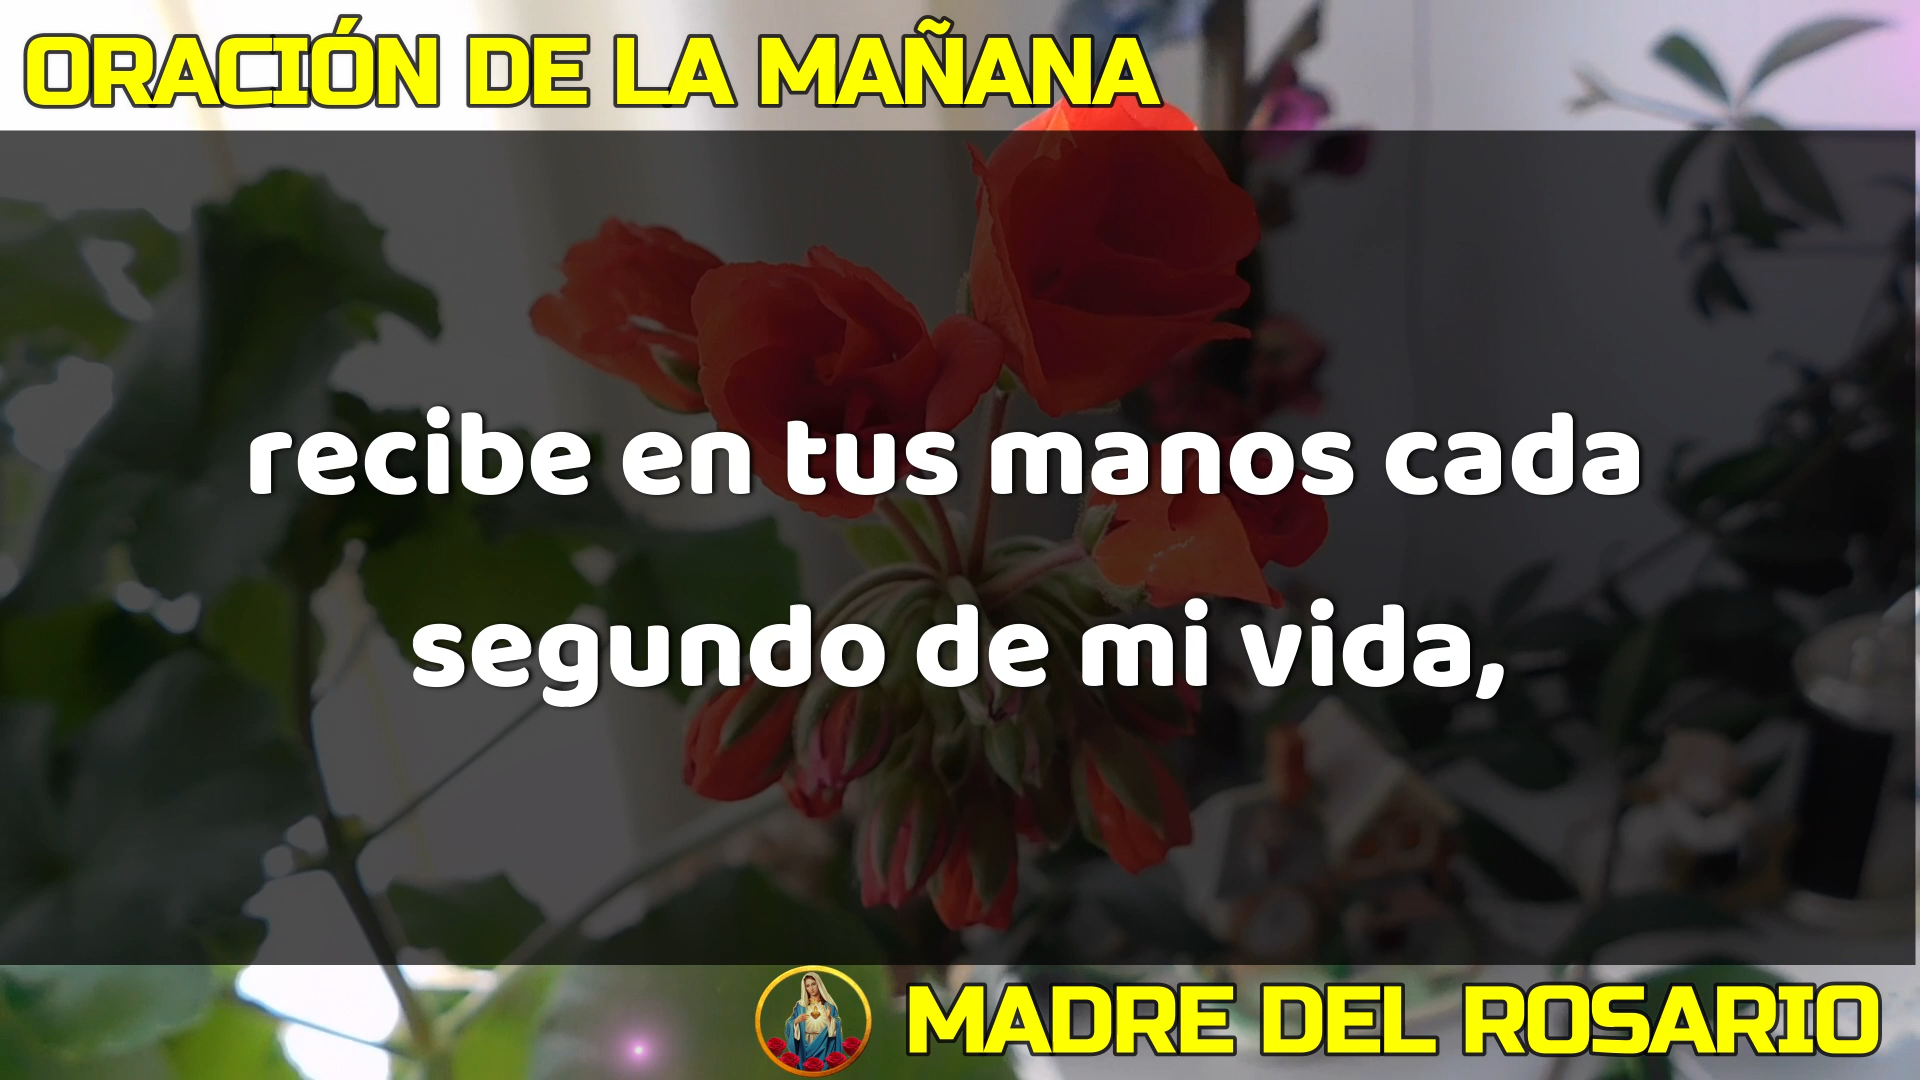 ORACIÓN DE LA MAÑANA
recibe en tus manos cada
segundo de mi vida,
MADRE DEL ROSARIO